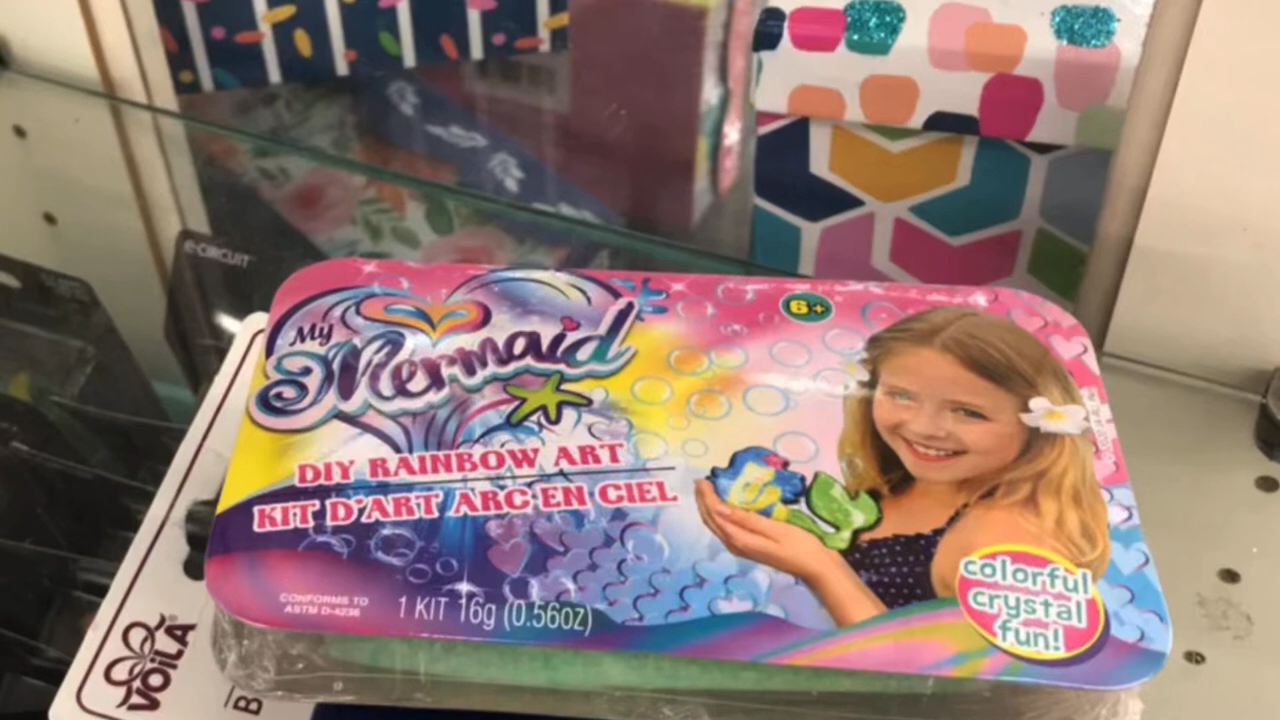 e·CIRCUIT
6+
My
Mermaid
DIY RAINBOW ART
KIT D'ART ARC-EN CIEL
CONFORMS TO
ASTM D-4236
1 KIT 16g (0.56oz)
colorful
crystal
fun!
VOILA®
B